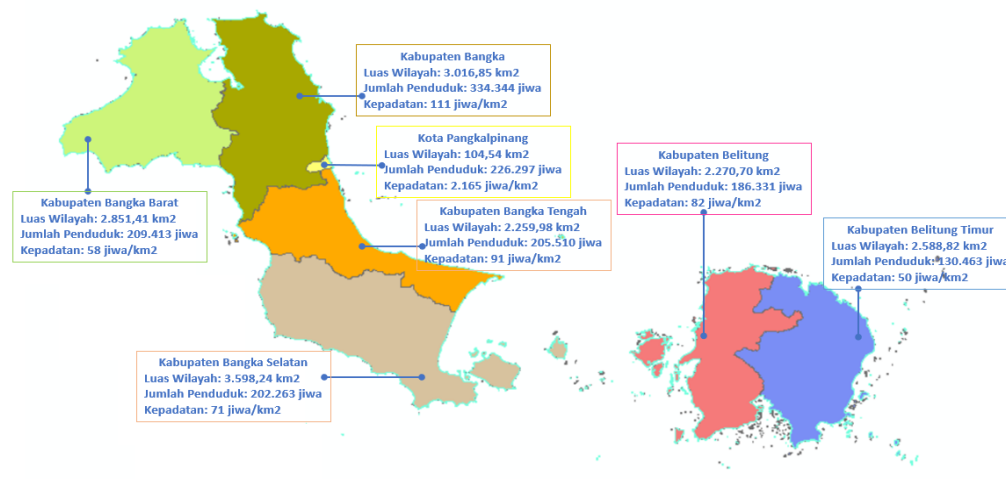 Kabupaten Bangka
Luas Wilayah: 3.016,85 km2
Jumlah Penduduk: 334.344 jiwa
Kepadatan: 111 jiwa/km2
Kota Pangkalpinang
Luas Wilayah: 104,54 km2
Jumlah Penduduk: 226.297 jiwa
Kepadatan: 2.165 jiwa/km2
Kabupaten Belitung
Luas Wilayah: 2.270,70 km2
Jumlah Penduduk: 186.331 jiwa
Kepadatan: 82 jiwa/km2
Kabupaten Bangka Barat
Luas Wilayah: 2.851,41 km2
Jumlah Penduduk: 209.413 jiwa
Kepadatan: 58 jiwa/km2
Kabupaten Bangka Tengah
Luas Wilayah: 2.259,98 km2
Jumlah Penduduk: 205.510 jiwa
Kepadatan: 91 jiwa/km2
Kabupaten Belitung Timur
Luas Wilayah: 2.588,82 km2
Jumlah Penduduk: 130.463 jiwa
Kepadatan: 50 jiwa/km2
Kabupaten Bangka Selatan
Luas Wilayah: 3.598,24 km2
Jumlah Penduduk: 202.263 jiwa
Kepadatan: 71 jiwa/km2